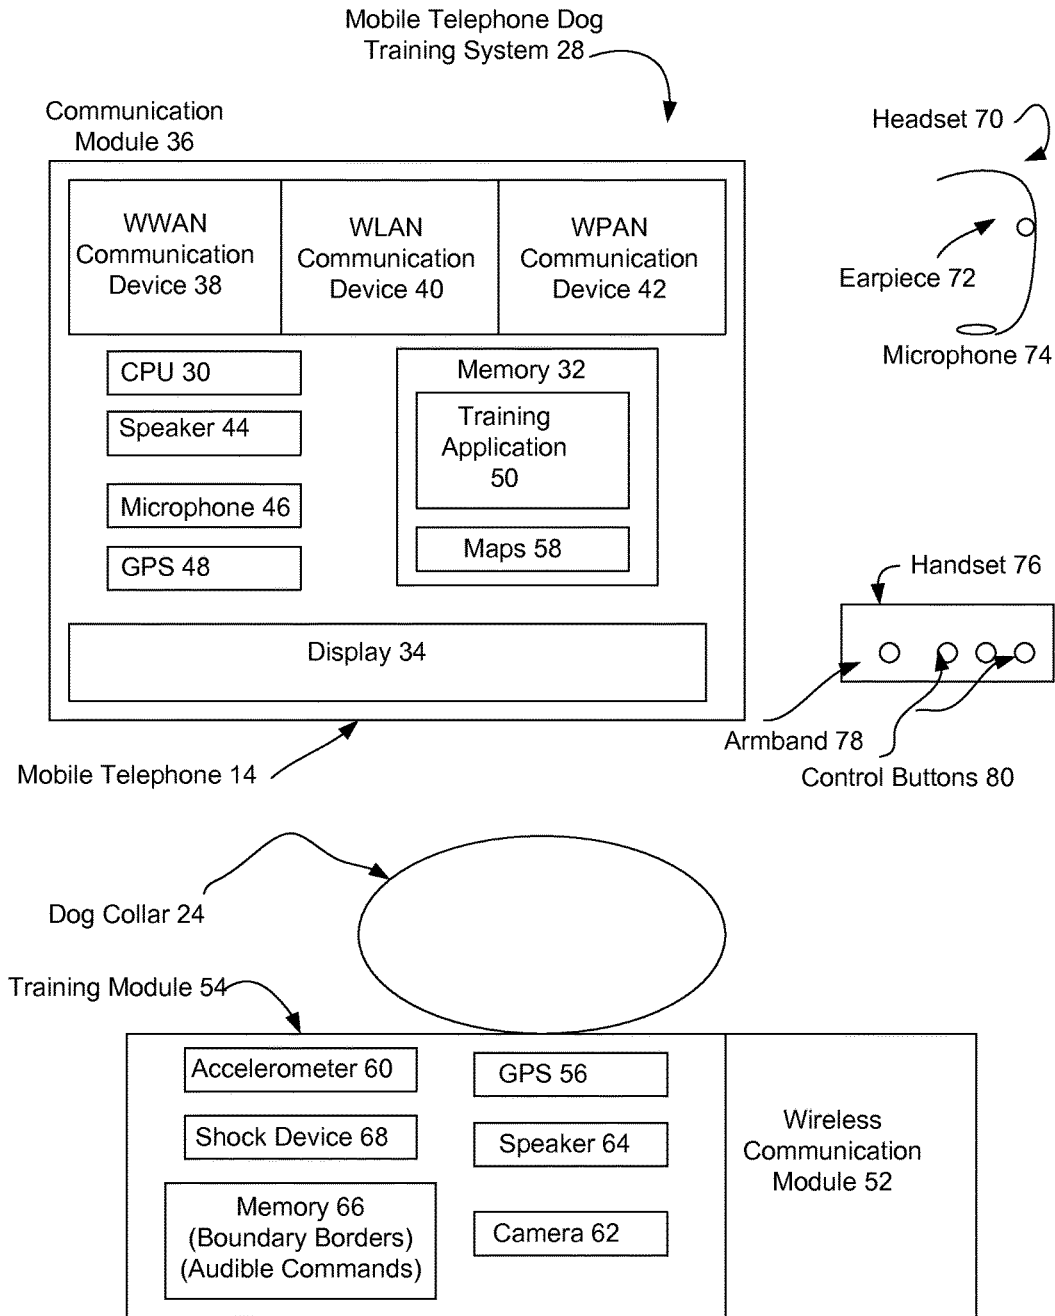 Mobile Telephone Dog
Training System 28
Communication
Module 36
Headset 70
WWAN
Communication
Device 38
WLAN
Communication
Device 40
WPAN
Communication
Device 42
Earpiece 72
Microphone 74
CPU 30
Speaker 44
Microphone 46
GPS 48
Memory 32
Training
Application
50
Maps 58
Handset 76
Display 34
Armband 78
Control Buttons 80
Mobile Telephone 14
Dog Collar 24
Training Module 54
Accelerometer 60
GPS 56
Shock Device 68
Speaker 64
Memory 66
(Boundary Borders)
(Audible Commands)
Camera 62
Wireless
Communication
Module 52